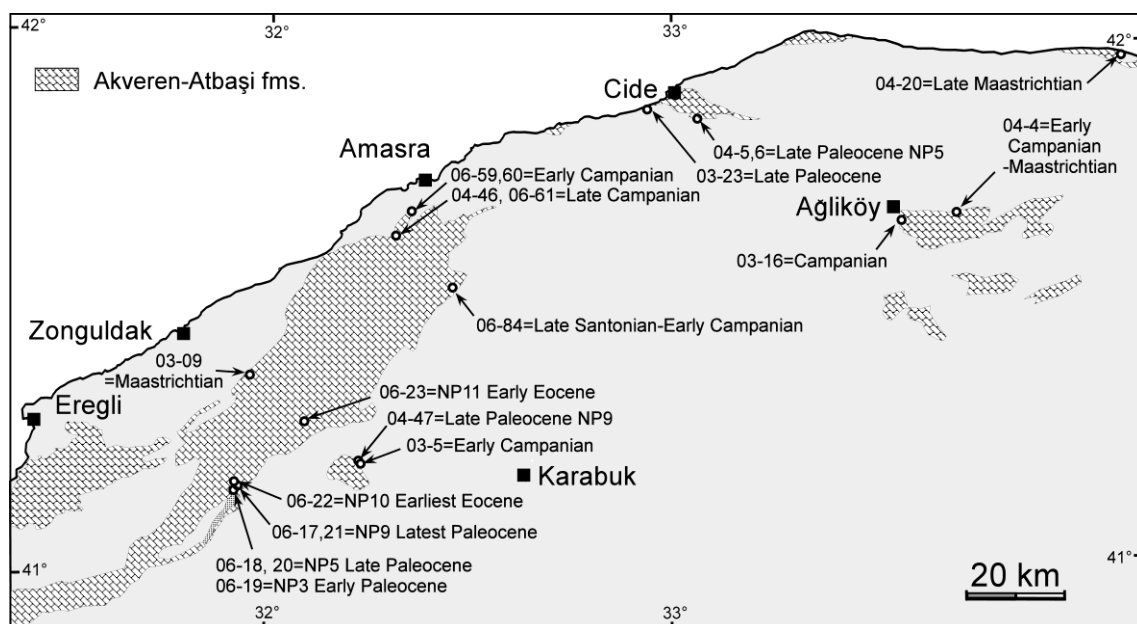 42°
32°
33°
42°
Akveren-Atbaşi fms.
Cide
04-20=Late Maastrichtian
04-4=Early
Campanian
-Maastrichtian
Amasra
04-5,6=Late Paleocene NP5
03-23=Late Paleocene
06-59,60=Early Campanian
04-46, 06-61=Late Campanian
Ağliköy
03-16=Campanian
06-84=Late Santonian-Early Campanian
Zonguldak
03-09
=Maastrichtian
06-23=NP11 Early Eocene
Eregli
04-47=Late Paleocene NP9
03-5=Early Campanian
Karabuk
06-22=NP10 Earliest Eocene
06-17,21=NP9 Latest Paleocene
06-18, 20=NP5 Late Paleocene
06-19=NP3 Early Paleocene
41°
41°
20 km
32°
33°